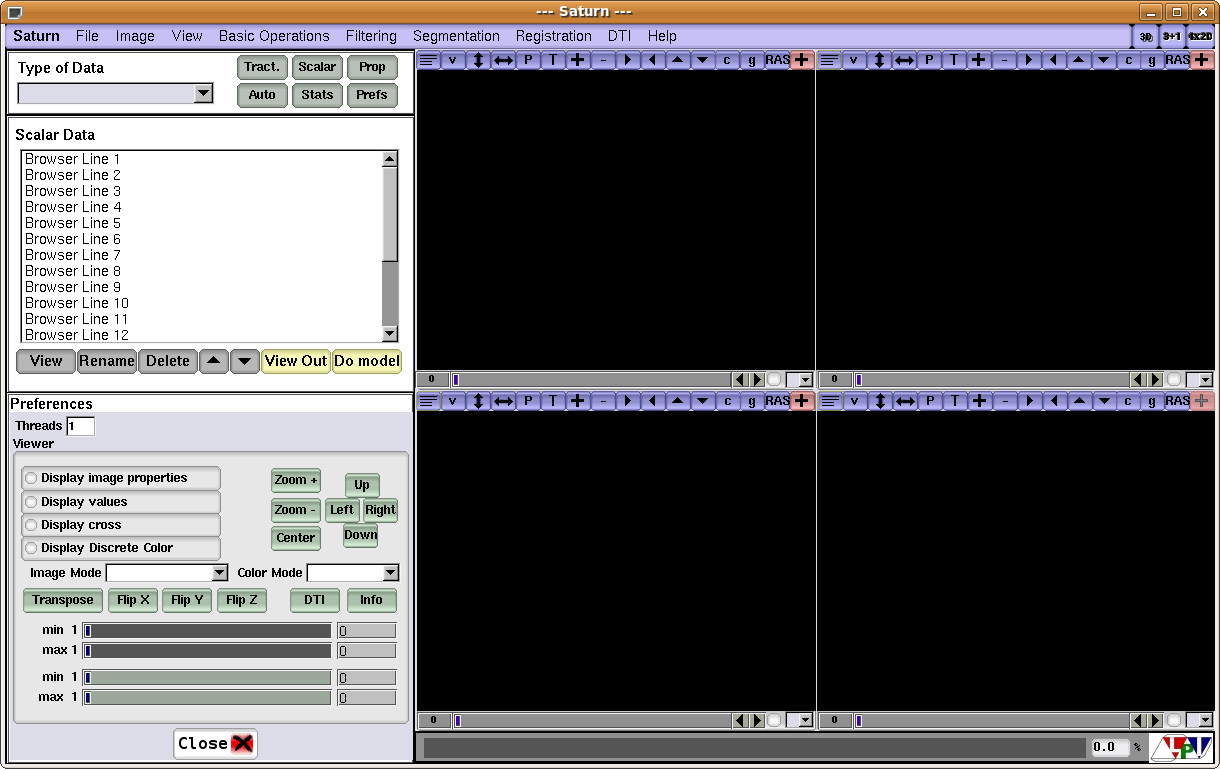 --- Saturn ---
Saturn File Image View Basic Operations Filtering Segmentation Registration DTI Help 3D 3+1 4x2D
Type of Data Tract. Scalar Prop
Auto Stats Prefs
Scalar Data
Browser Line 1
Browser Line 2
Browser Line 3
Browser Line 4
Browser Line 5
Browser Line 6
Browser Line 7
Browser Line 8
Browser Line 9
Browser Line 10
Browser Line 11
Browser Line 12
View Rename Delete View Out Do model
Preferences
Threads 1
Viewer
Display image properties
Display values
Display cross
Display Discrete Color
Zoom + Up
Zoom - Left Right
Center Down
Image Mode Color Mode
Transpose Flip X Flip Y Flip Z DTI Info
min 1 0
max 1 0
min 1 0
max 1 0
Close
v P T + - c g RAS +
0
v P T + - c g RAS +
0
v P T + - c g RAS +
0
v P T + - c g RAS +
0
0.0 %
LPI